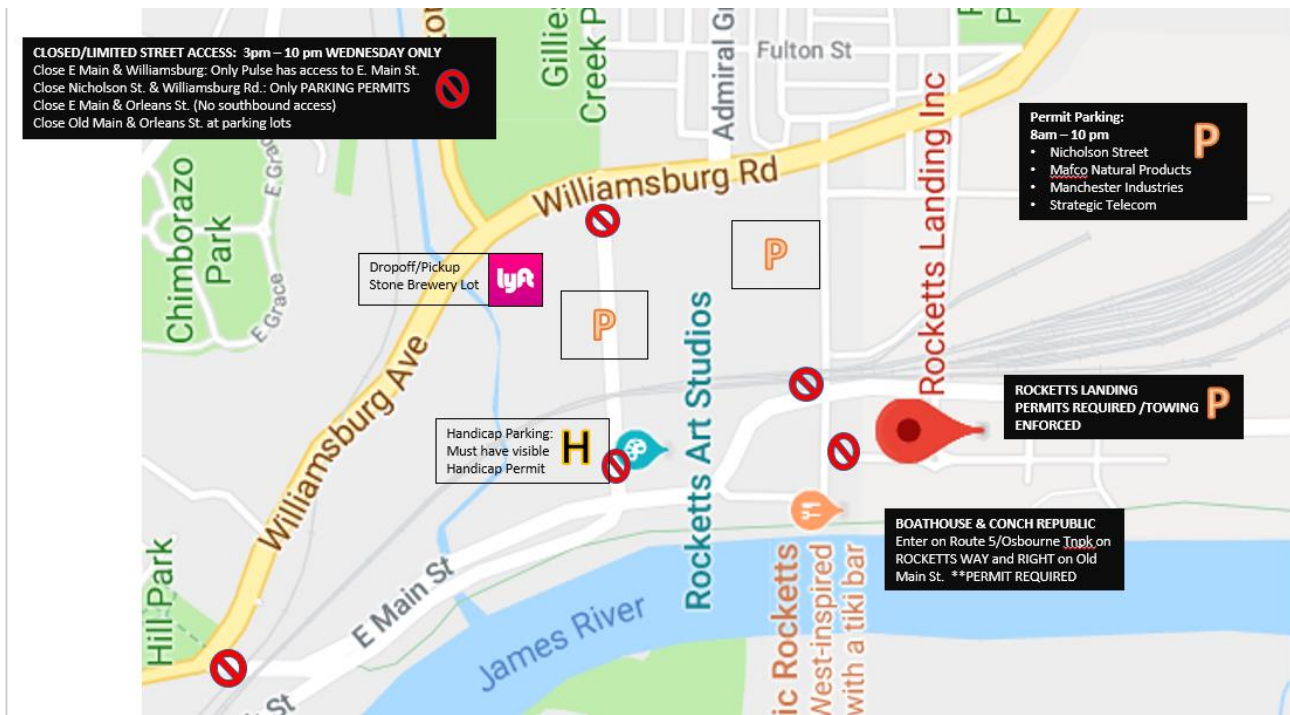 CLOSED/LIMITED STREET ACCESS: 3pm – 10 pm WEDNESDAY ONLY
Close E Main & Williamsburg: Only Pulse has access to E. Main St.
Close Nicholson St. & Williamsburg Rd.: Only PARKING PERMITS
Close E Main & Orleans St. (No southbound access)
Close Old Main & Orleans St. at parking lots
Gillies
Creek P
Admiral Gr
Fulton St
Permit Parking:
8am – 10 pm
• Nicholson Street
• Mafco Natural Products
• Manchester Industries
• Strategic Telecom
P
Chimborazo
Park
E Grace
E Grac
Williamsburg Rd
Rocketts Landing Inc
Dropoff/Pickup
Stone Brewery Lot
lyft
P
P
Williamsburg Ave
Rocketts Art Studios
ROCKETTS LANDING
PERMITS REQUIRED /TOWING
ENFORCED
P
Handicap Parking:
Must have visible
Handicap Permit
H
BOATHOUSE & CONCH REPUBLIC
Enter on Route 5/Osbourne Tnpk on
ROCKETTS WAY and RIGHT on Old
Main St. **PERMIT REQUIRED
Hill Park
E Main St
James River
ic Rocketts
West-inspired
with a tiki bar
St